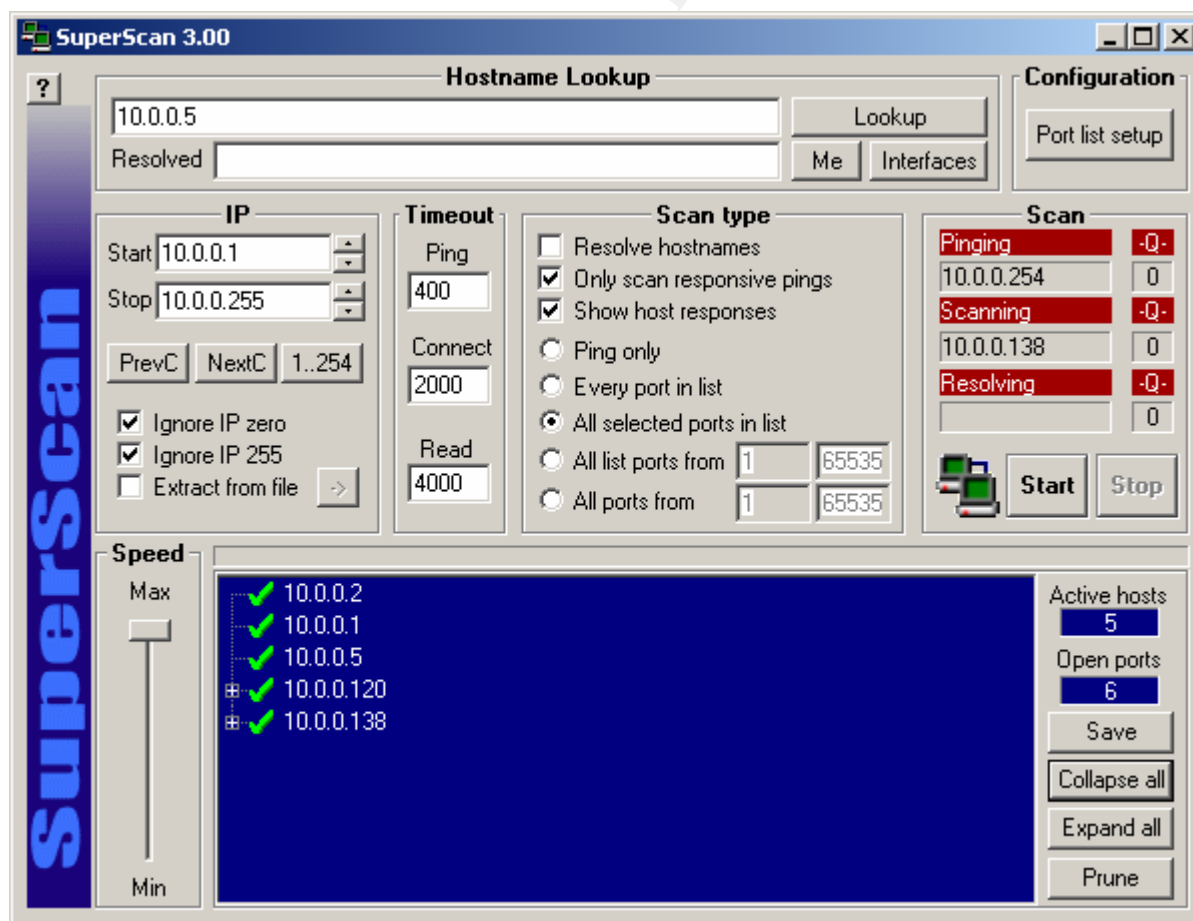 SuperScan 3.00
?
Hostname Lookup
Configuration
10.0.0.5
Lookup
Port list setup
Resolved
Me
Interfaces
IP
Timeout
Scan type
Scan
Start 10.0.0.1
Stop 10.0.0.255
PrevC NextC 1..254
Ignore IP zero
Ignore IP 255
Extract from file ->
Ping
400
Connect
2000
Read
4000
Resolve hostnames
Only scan responsive pings
Show host responses
Ping only
Every port in list
All selected ports in list
All list ports from 1 65535
All ports from 1 65535
Pinging -Q-
10.0.0.254 0
Scanning -Q-
10.0.0.138 0
Resolving -Q-
0
Start Stop
SuperScan
Speed
Max
Min
10.0.0.2
10.0.0.1
10.0.0.5
10.0.0.120
10.0.0.138
Active hosts
5
Open ports
6
Save
Collapse all
Expand all
Prune